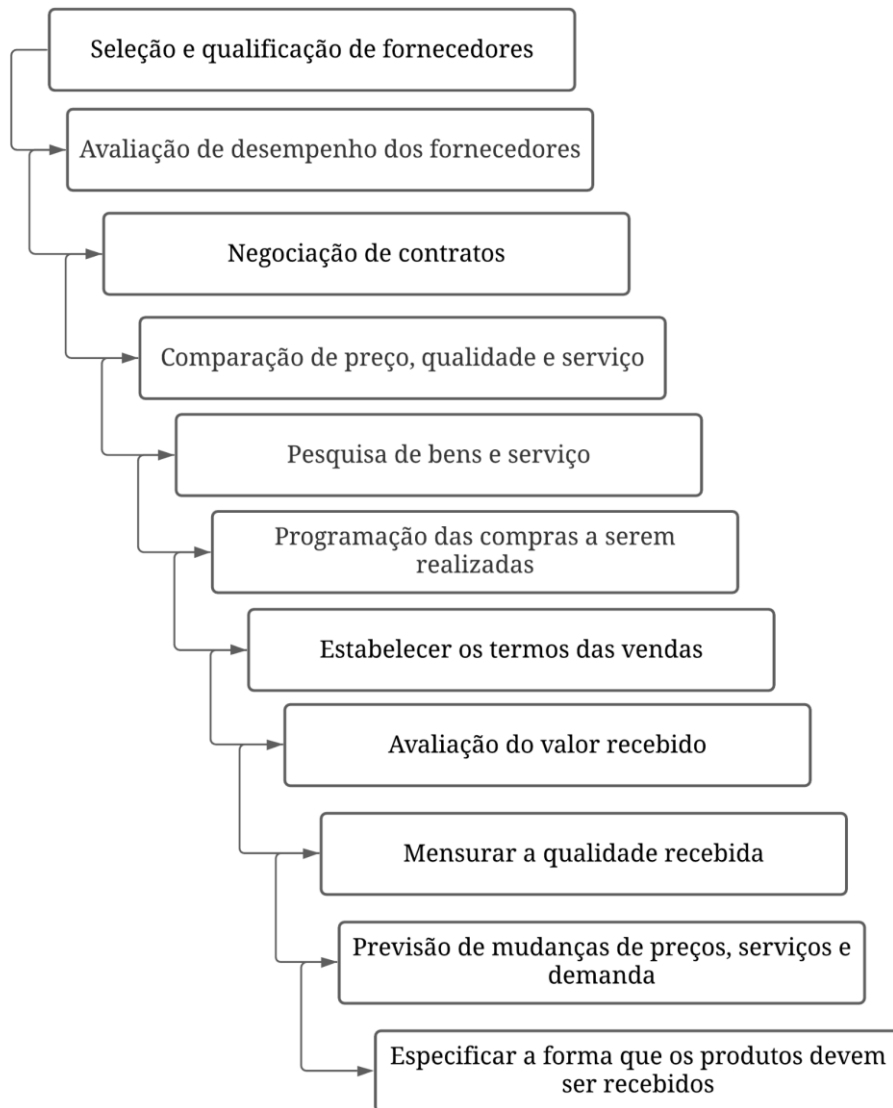 Seleção e qualificação de fornecedores
Avaliação de desempenho dos fornecedores
Negociação de contratos
Comparação de preço, qualidade e serviço
Pesquisa de bens e serviço
Programação das compras a serem
realizadas
Estabelecer os termos das vendas
Avaliação do valor recebido
Mensurar a qualidade recebida
Previsão de mudanças de preços, serviços e
demanda
Especificar a forma que os produtos devem
ser recebidos